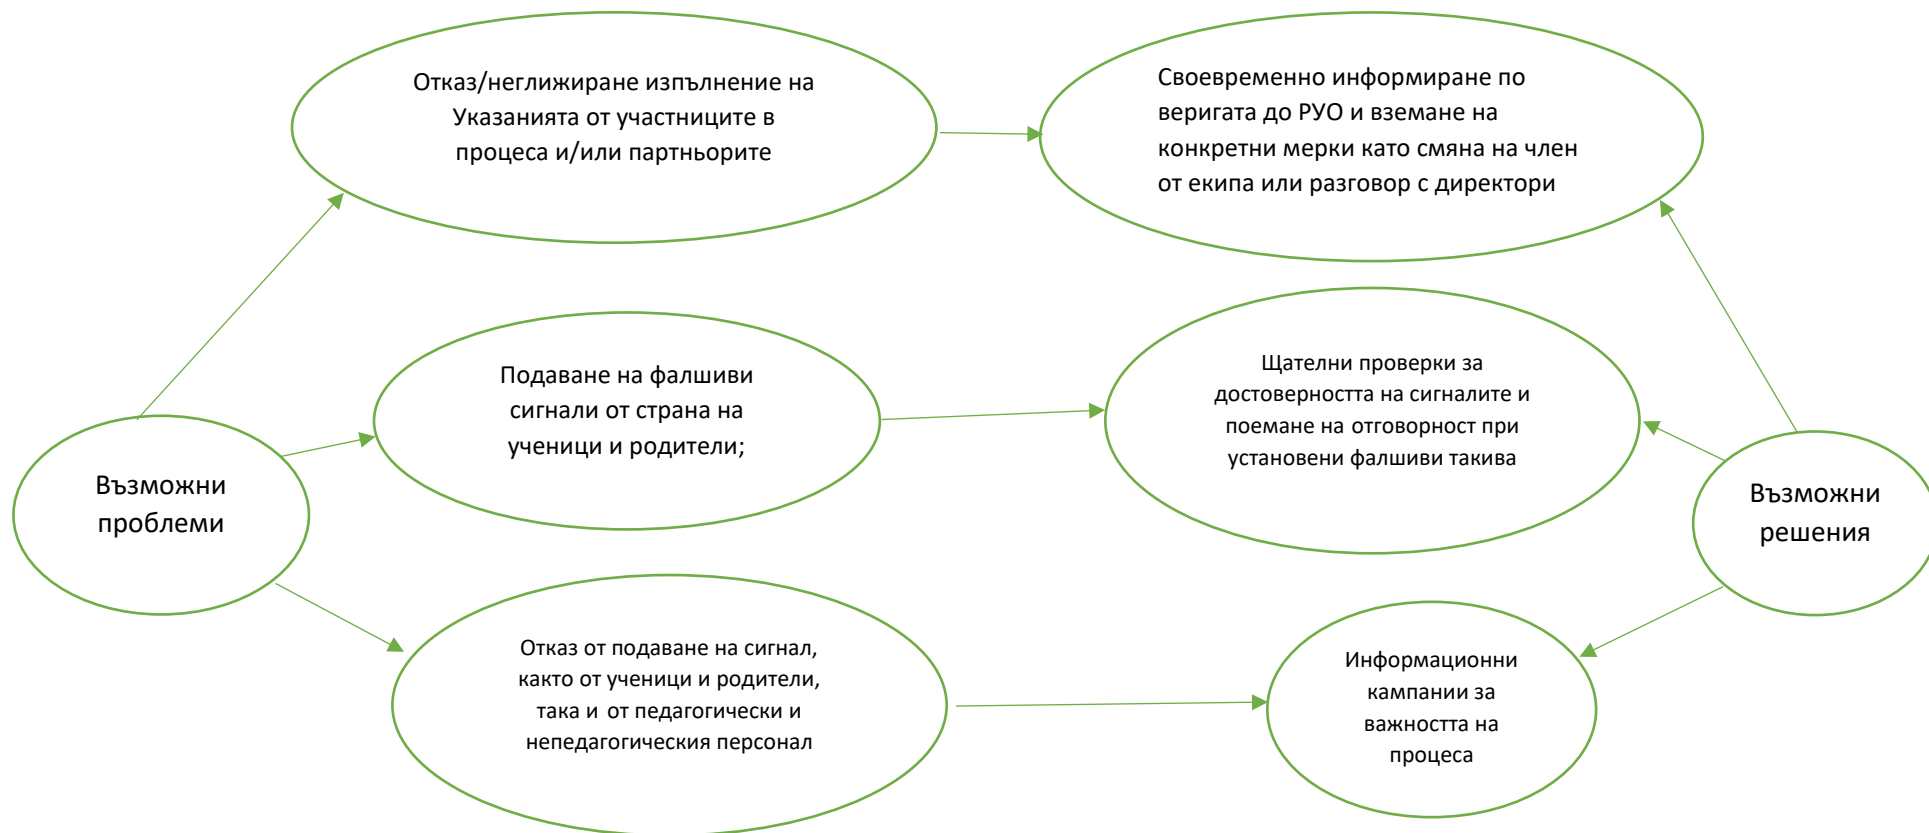 Отказ/неглижиране изпълнение на
Указанията от участниците в
процеса и/или партньорите
Своевременно информиране по
веригата до РУО и вземане на
конкретни мерки като смяна на член
от екипа или разговор с директори
Подаване на фалшиви
сигнали от страна на
ученици и родители;
Щателни проверки за
достоверността на сигналите и
поемане на отговорност при
установени фалшиви такива
Възможни
проблеми
Възможни
решения
Отказ от подаване на сигнал,
както от ученици и родители,
така и от педагогически и
непедагогическия персонал
Информационни
кампании за
важността на
процеса